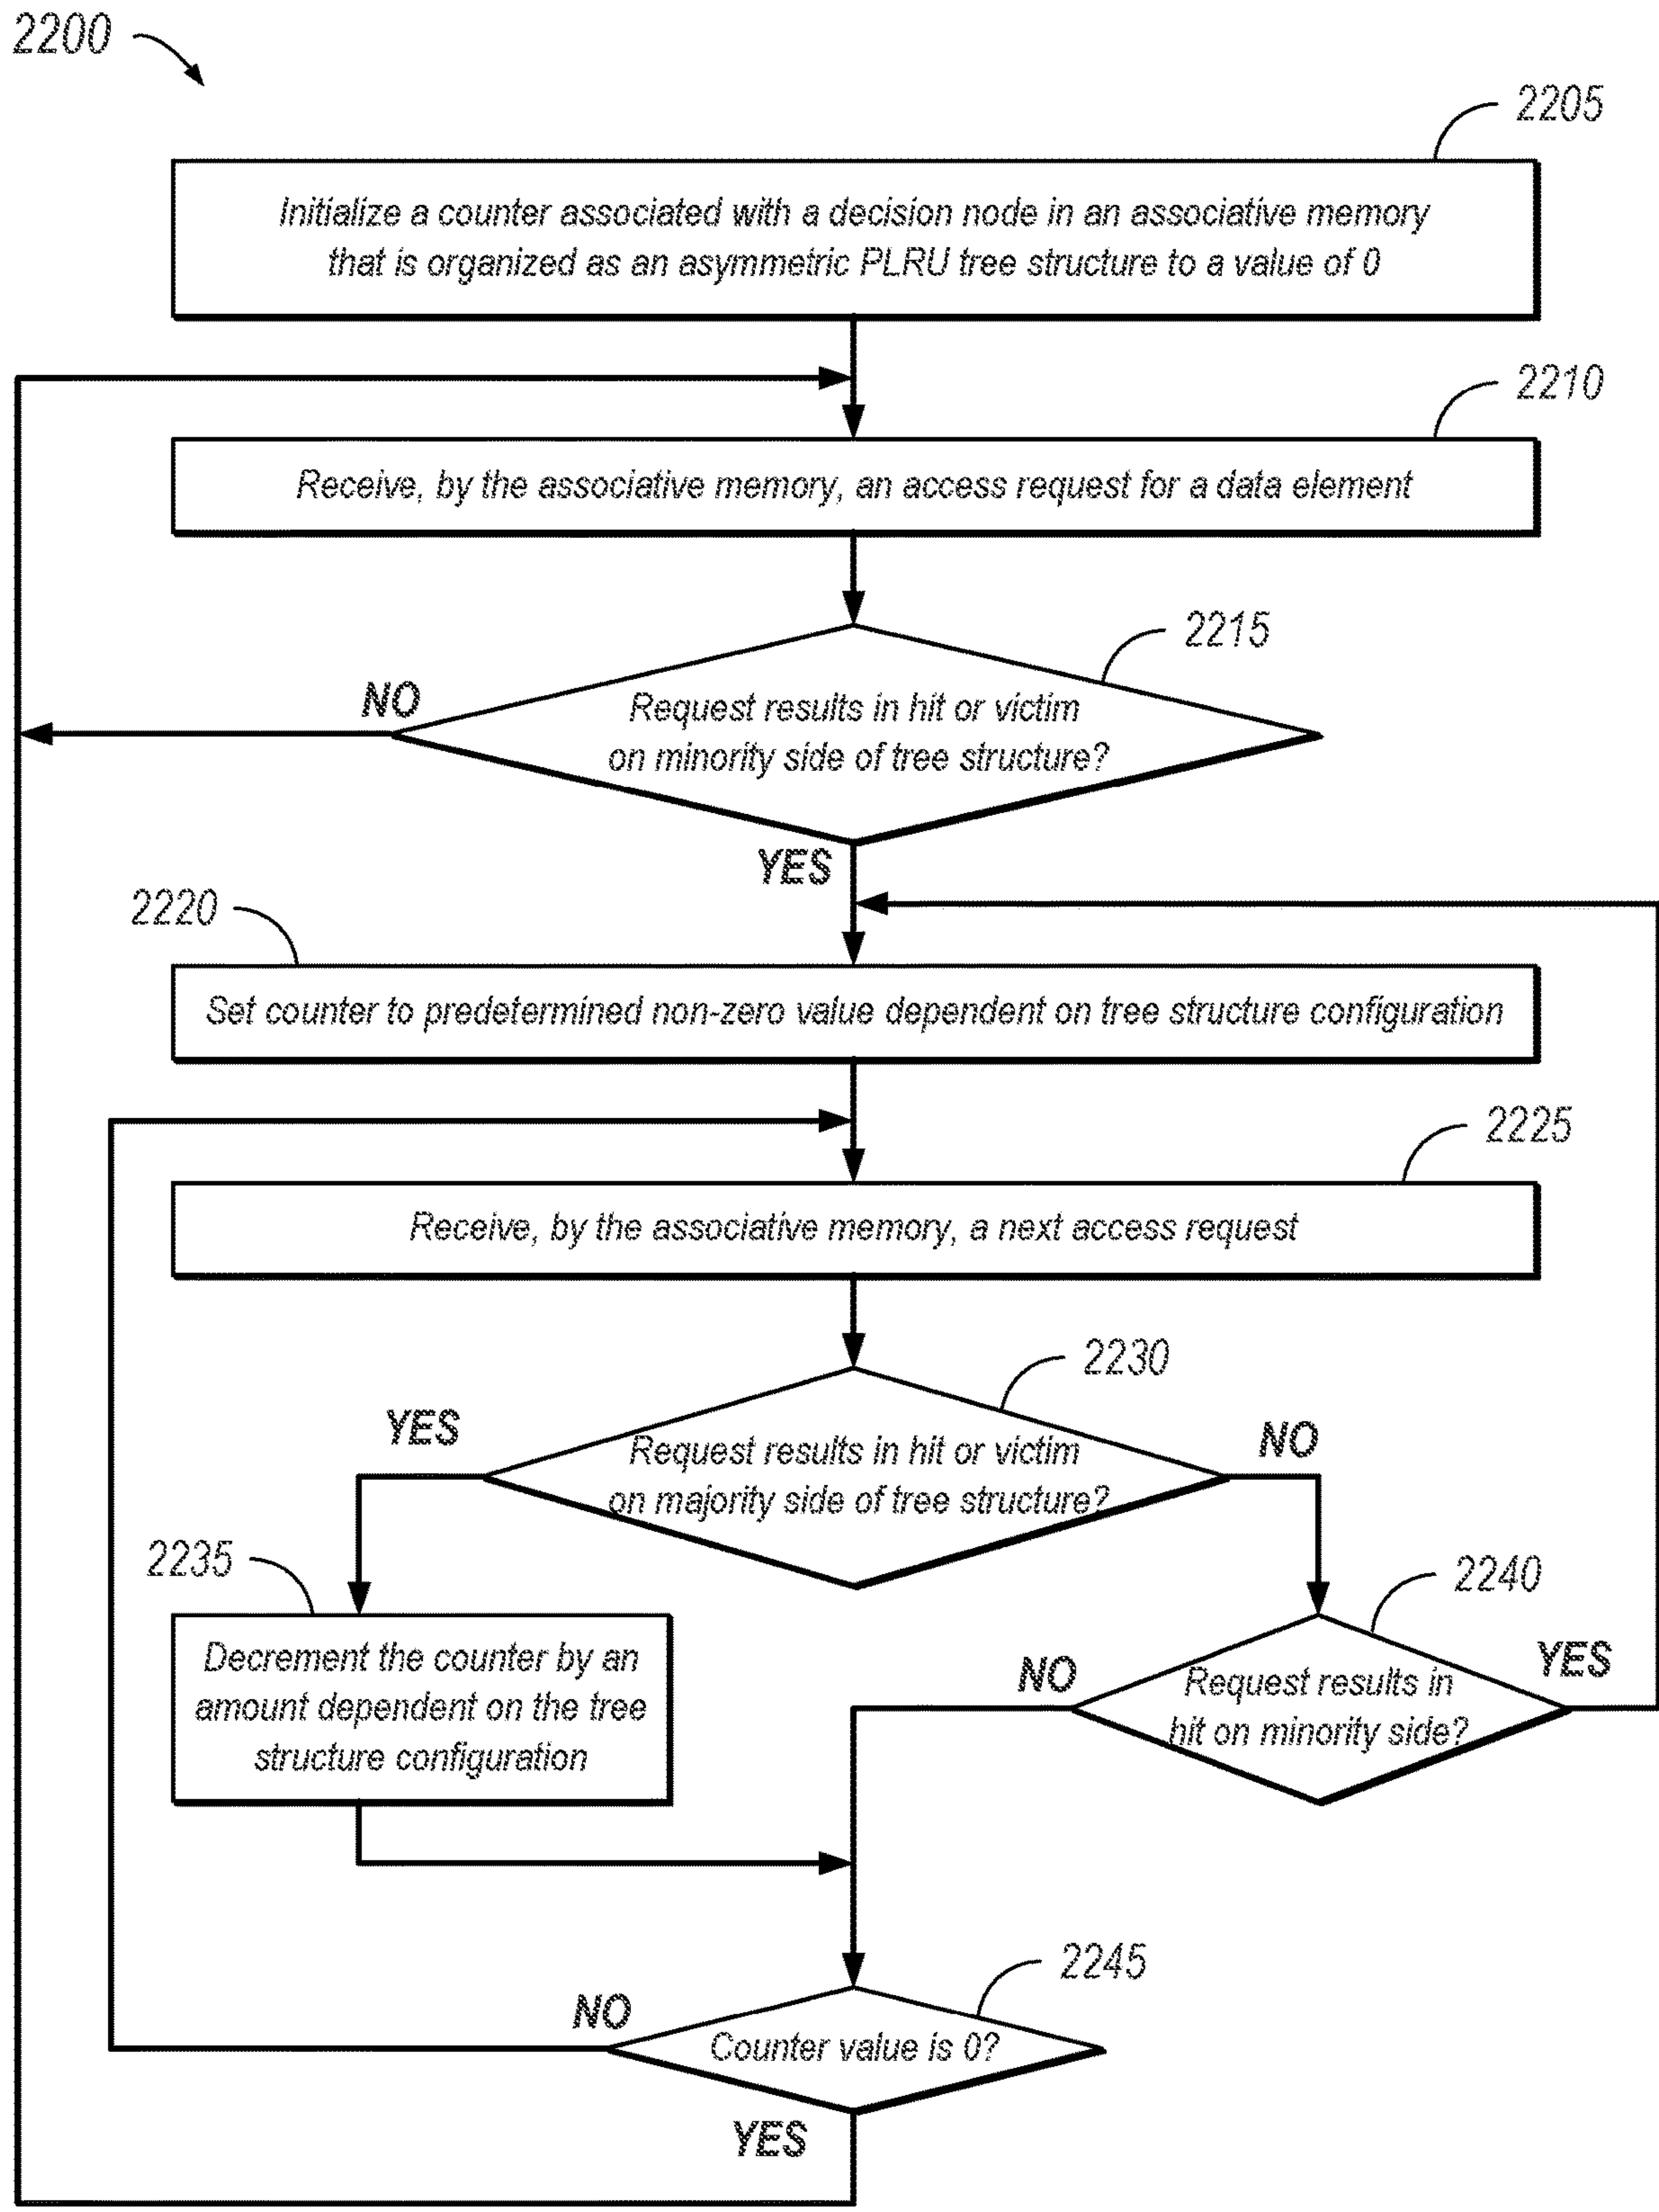 2200
2205
Initialize a counter associated with a decision node in an associative memory
that is organized as an asymmetric PLRU tree structure to a value of 0
2210
Receive, by the associative memory, an access request for a data element
2215
NO
Request results in hit or victim
on minority side of tree structure?
YES
2220
Set counter to predetermined non-zero value dependent on tree structure configuration
2225
Receive, by the associative memory, a next access request
2230
YES
NO
Request results in hit or victim
on majority side of tree structure?
2235
2240
Decrement the counter by an
amount dependent on the tree
structure configuration
NO
YES
Request results in
hit on minority side?
2245
NO
Counter value is 0?
YES